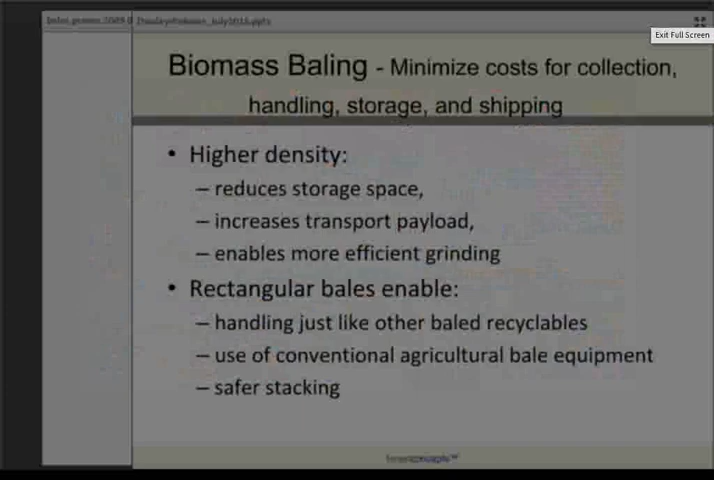 Exit Full Screen
Biomass Baling - Minimize costs for collection,
handling, storage, and shipping
• Higher density:
– reduces storage space,
– increases transport payload,
– enables more efficient grinding
• Rectangular bales enable:
– handling just like other baled recyclables
– use of conventional agricultural bale equipment
– safer stacking